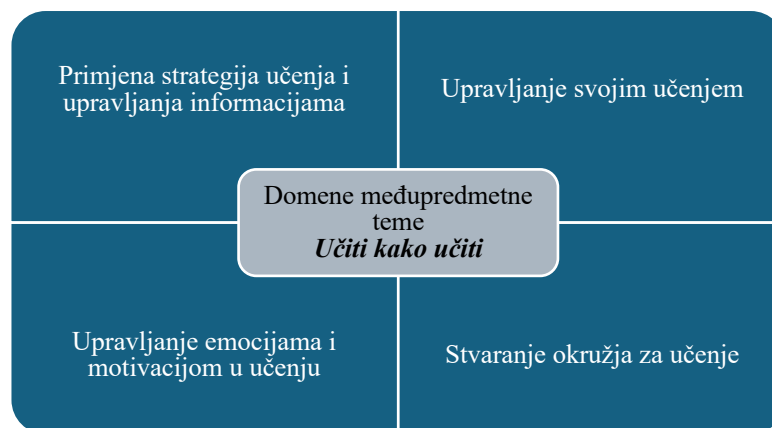 Primjena strategija učenja i
upravljanja informacijama
Upravljanje svojim učenjem
Domene međupredmetne
teme
Učiti kako učiti
Upravljanje emocijama i
motivacijom u učenju
Stvaranje okružja za učenje